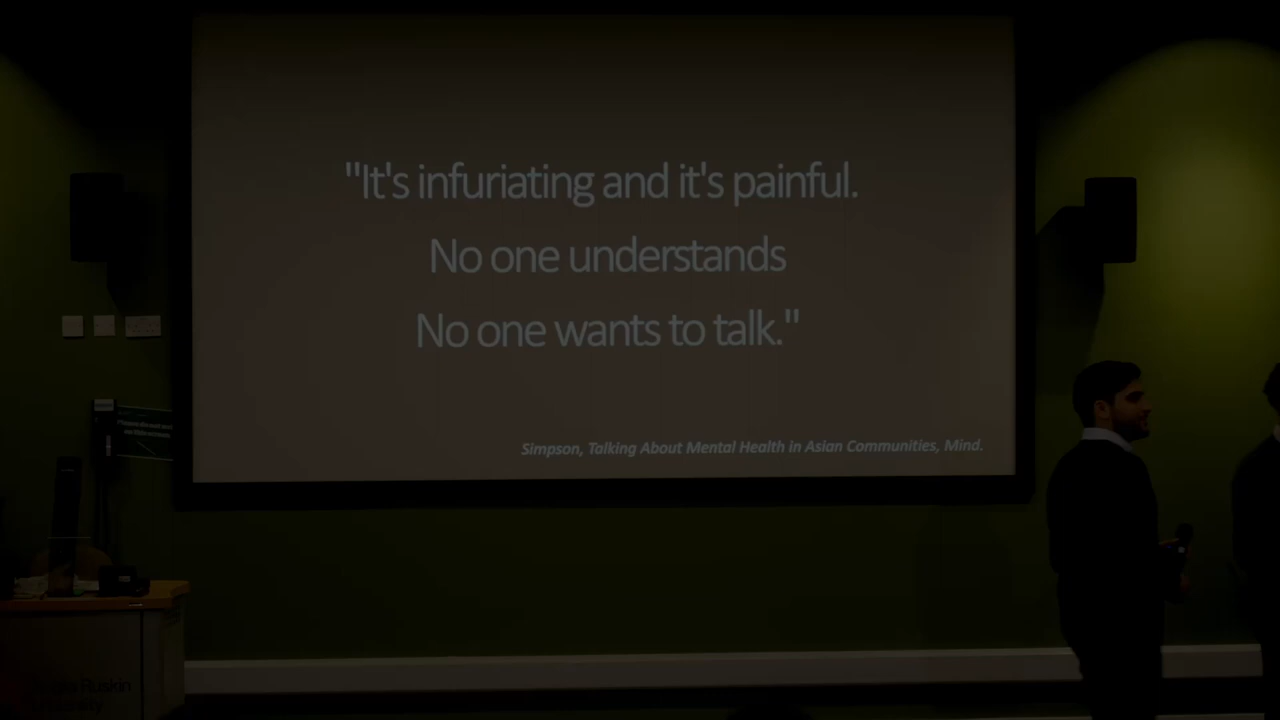 "It's infuriating and it's painful.
No one understands
No one wants to talk."
Simpson, Talking About Mental Health in Asian Communities, Mind.
Ruskin